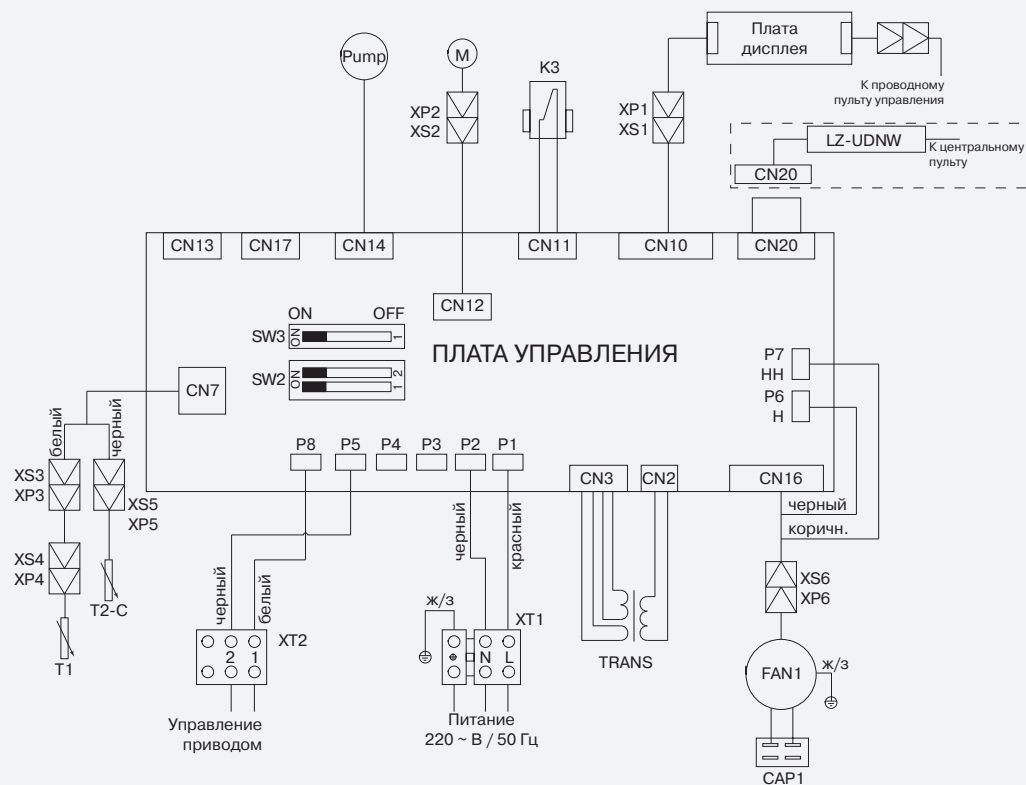 Плата
дисплея
Pump
M
K3
XP2
XS2
XP1
XS1
К проводному
пульту управления
LZ-UDNW
К центральному
пульту
CN20
CN13
CN17
CN14
CN11
CN10
CN20
CN12
ON
OFF
SW3
ON
1
SW2
ON
2
1
ПЛАТА УПРАВЛЕНИЯ
P7
HH
P6
H
CN7
белый
черный
P8
P5
P4
P3
P2
P1
XS3
XP3
XS5
XP5
XS4
XP4
T2-C
T1
CN3
CN2
CN16
черный
коричн.
черный
красный
черный
белый
XS6
XP6
ж/з
XT2
2
1
XT1
N
L
TRANS
FAN1
ж/з
Управление
приводом
Питание
220 ~ В / 50 Гц
CAP1